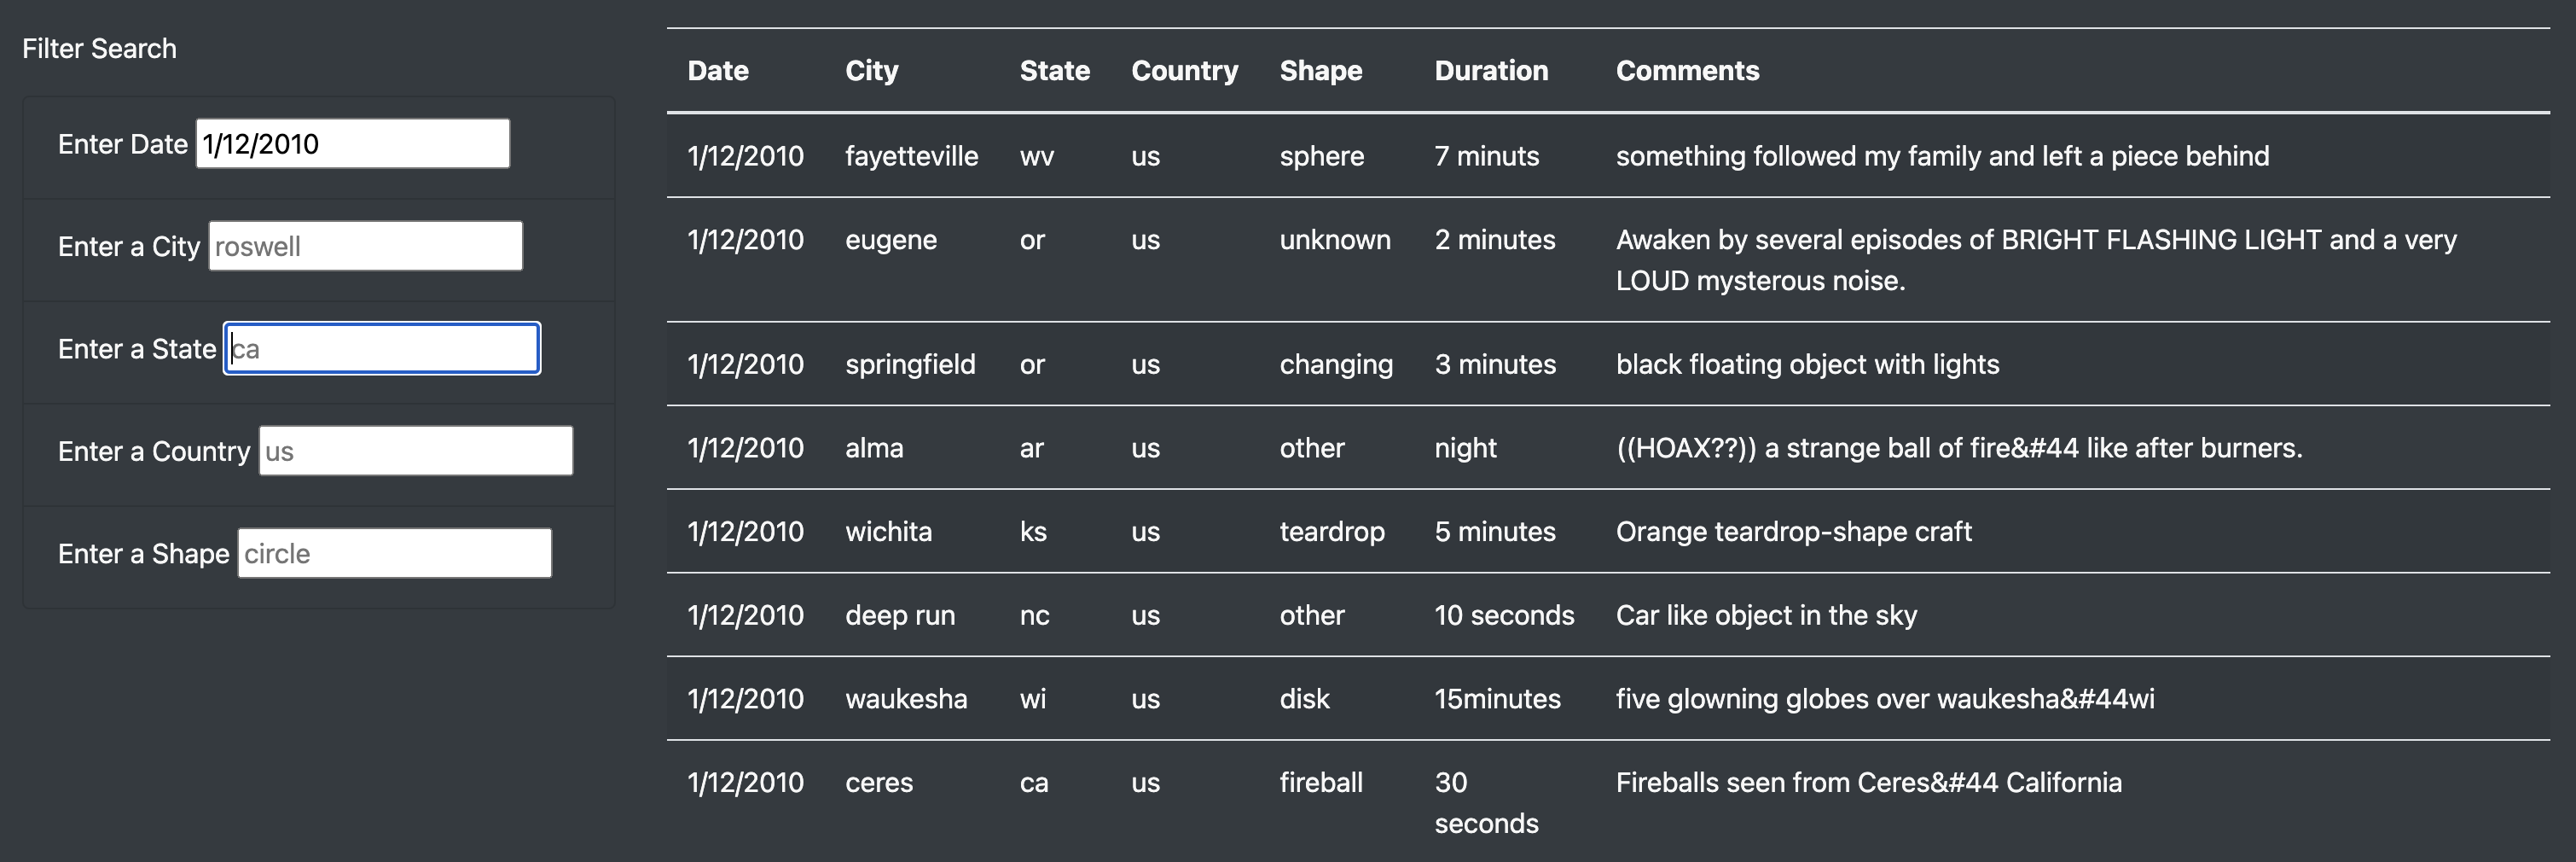 Filter Search
Enter Date 1/12/2010
Enter a City roswell
Enter a State ca
Enter a Country us
Enter a Shape circle
Date City State Country Shape Duration Comments
1/12/2010 fayetteville wv us sphere 7 minuts something followed my family and left a piece behind
1/12/2010 eugene or us unknown 2 minutes Awaken by several episodes of BRIGHT FLASHING LIGHT and a very
LOUD mysterous noise.
1/12/2010 springfield or us changing 3 minutes black floating object with lights
1/12/2010 alma ar us other night ((HOAX??)) a strange ball of fire&#44 like after burners.
1/12/2010 wichita ks us teardrop 5 minutes Orange teardrop-shape craft
1/12/2010 deep run nc us other 10 seconds Car like object in the sky
1/12/2010 waukesha wi us disk 15minutes five glowning globes over waukesha&#44wi
1/12/2010 ceres ca us fireball 30 Fireballs seen from Ceres&#44 California
seconds